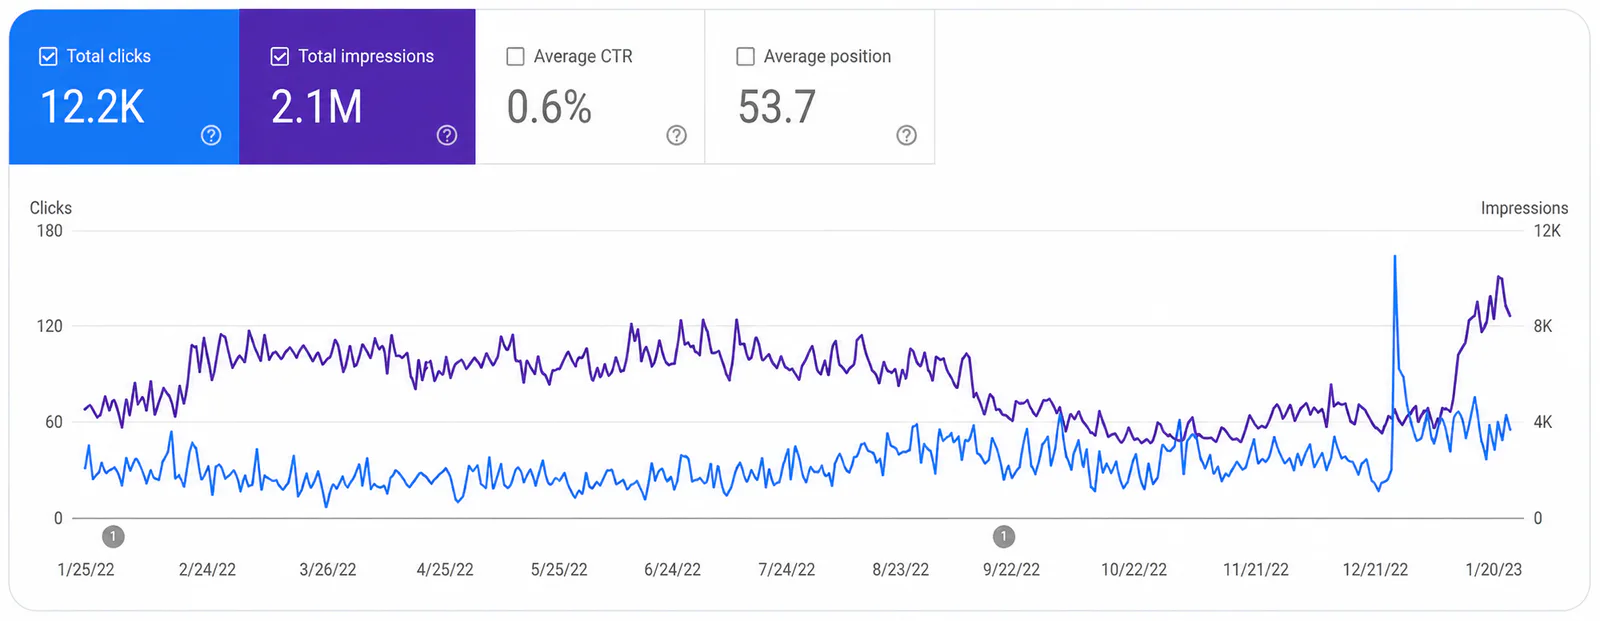 Total clicks
12.2K
Total impressions
2.1M
Average CTR
0.6%
Average position
53.7
Clicks
Impressions
180
12K
120
8K
60
4K
0
0
1
1
1/25/22 2/24/22 3/26/22 4/25/22 5/25/22 6/24/22 7/24/22 8/23/22 9/22/22 10/22/22 11/21/22 12/21/22 1/20/23